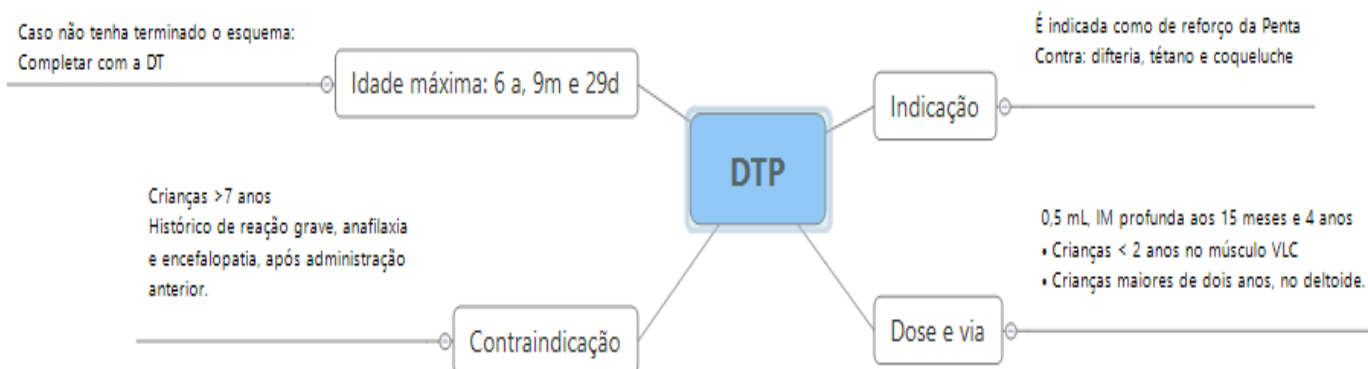 DTP
Caso não tenha terminado o esquema:
Completar com a DT
Idade máxima: 6 a, 9m e 29d
É indicada como de reforço da Penta
Contra: difteria, tétano e coqueluche
Indicação
Crianças >7 anos
Histórico de reação grave, anafilaxia
e encefalopatia, após administração
anterior.
Contraindicação
0,5 mL, IM profunda aos 15 meses e 4 anos
• Crianças < 2 anos no músculo VLC
• Crianças maiores de dois anos, no deltoide.
Dose e via